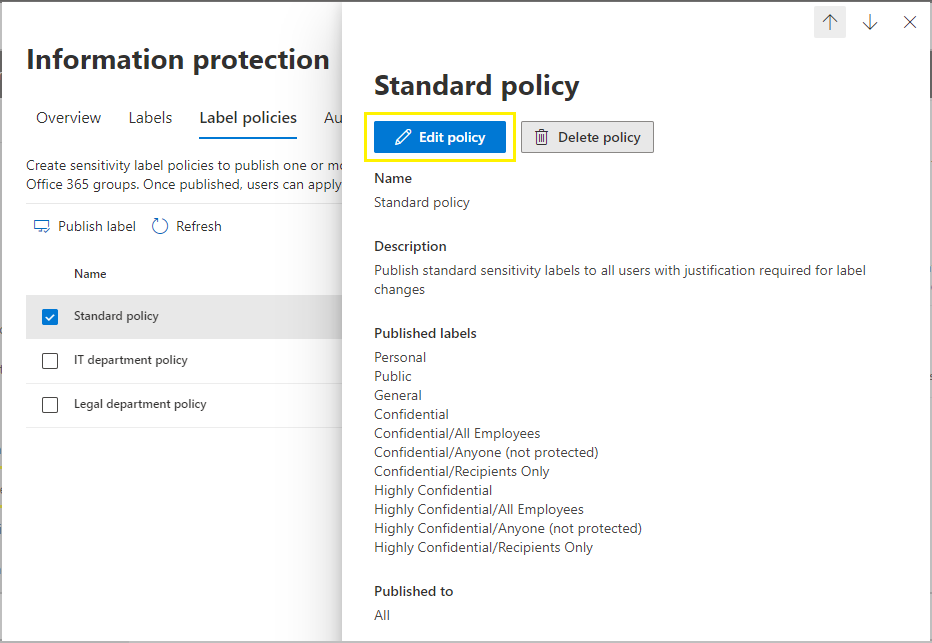 Information protection
Overview Labels Label policies Au
Create sensitivity label policies to publish one or mo
Office 365 groups. Once published, users can apply
Publish label Refresh
Name
Standard policy
IT department policy
Legal department policy
Standard policy
Edit policy Delete policy
Name
Standard policy
Description
Publish standard sensitivity labels to all users with justification required for label
changes
Published labels
Personal
Public
General
Confidential
Confidential/All Employees
Confidential/Anyone (not protected)
Confidential/Recipients Only
Highly Confidential
Highly Confidential/All Employees
Highly Confidential/Anyone (not protected)
Highly Confidential/Recipients Only
Published to
All